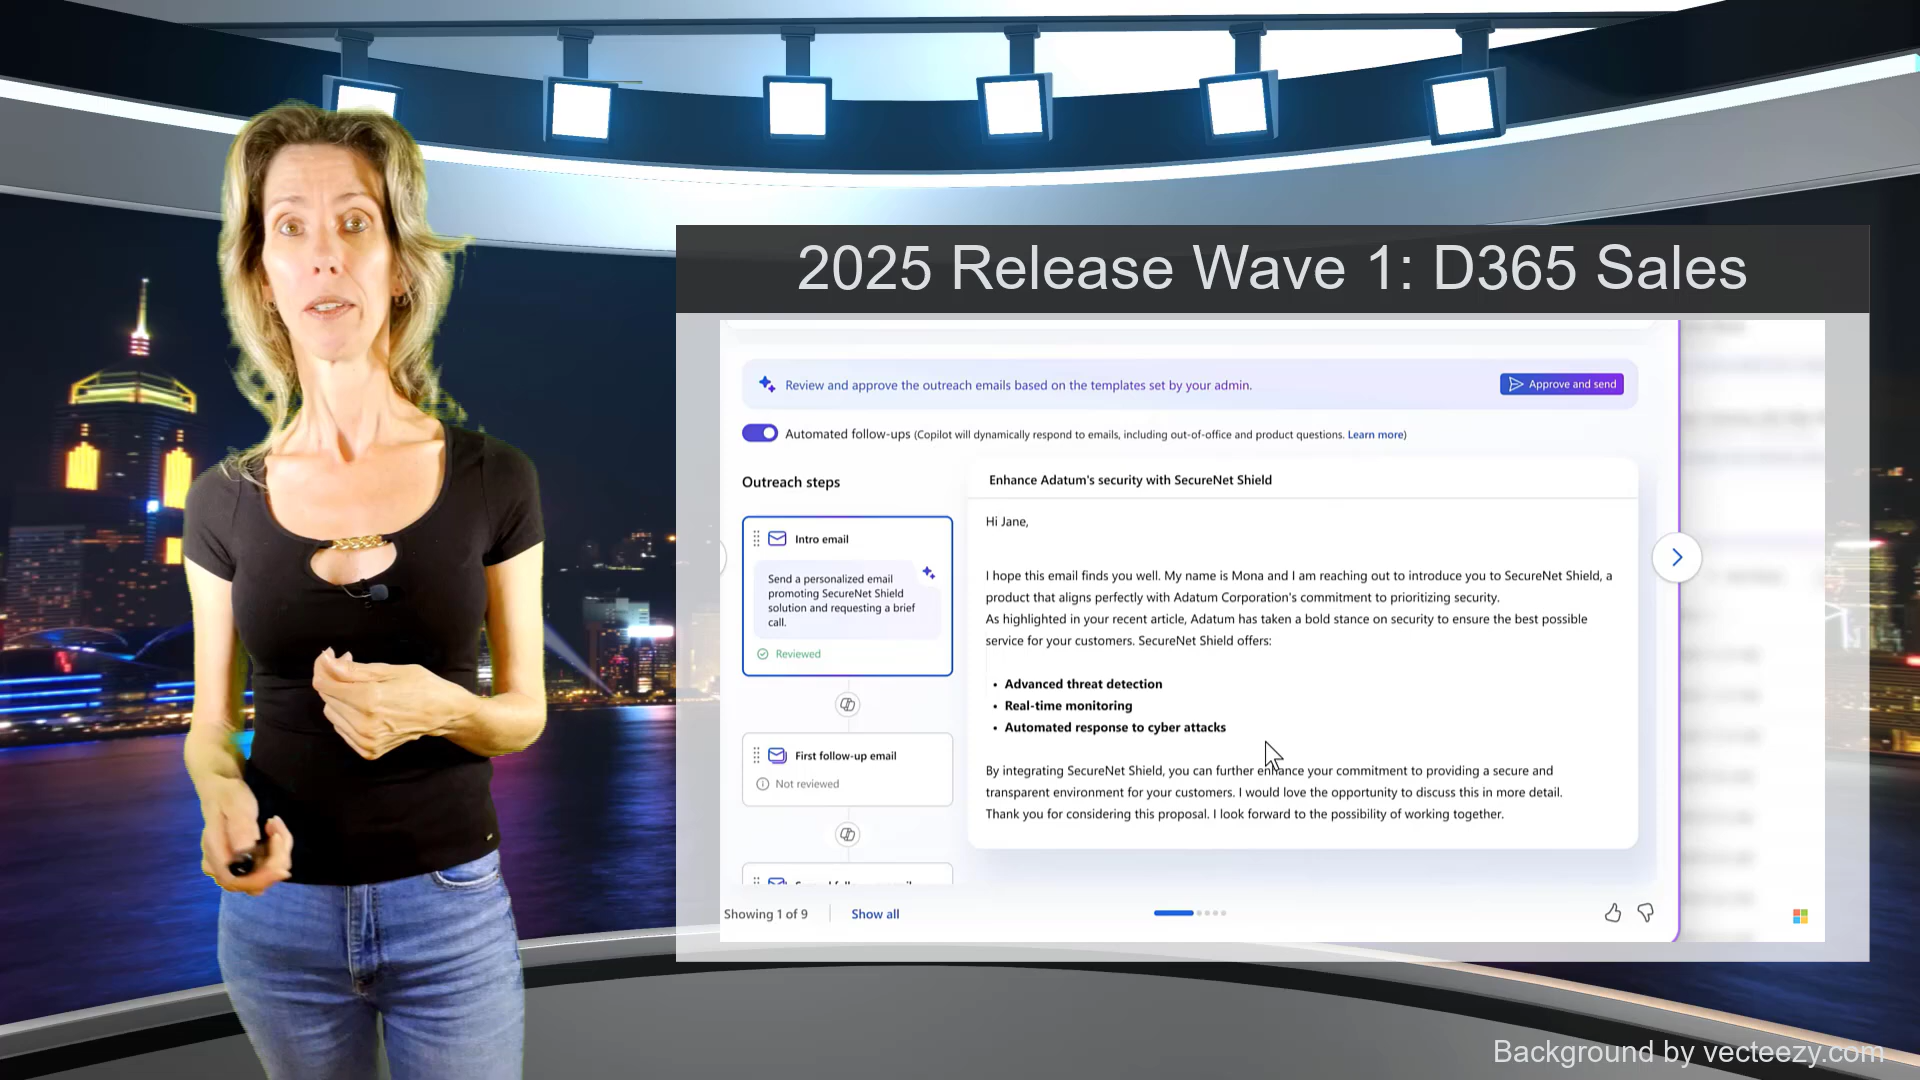 2025 Release Wave 1: D365 Sales
Review and approve the outreach emails based on the templates set by your admin.
Approve and send
Automated follow-ups (Copilot will dynamically respond to emails, including out-of-office and product questions. Learn more)
Outreach steps
Intro email
Send a personalized email
promoting SecureNet Shield
solution and requesting a brief
call.
Reviewed
First follow-up email
Not reviewed
Enhance Adatum's security with SecureNet Shield
Hi Jane,
I hope this email finds you well. My name is Mona and I am reaching out to introduce you to SecureNet Shield, a
product that aligns perfectly with Adatum Corporation's commitment to prioritizing security.
As highlighted in your recent article, Adatum has taken a bold stance on security to ensure the best possible
service for your customers. SecureNet Shield offers:
• Advanced threat detection
• Real-time monitoring
• Automated response to cyber attacks
By integrating SecureNet Shield, you can further enhance your commitment to providing a secure and
transparent environment for your customers. I would love the opportunity to discuss this in more detail.
Thank you for considering this proposal. I look forward to the possibility of working together.
Showing 1 of 9
Show all
Background by vecteezy.com